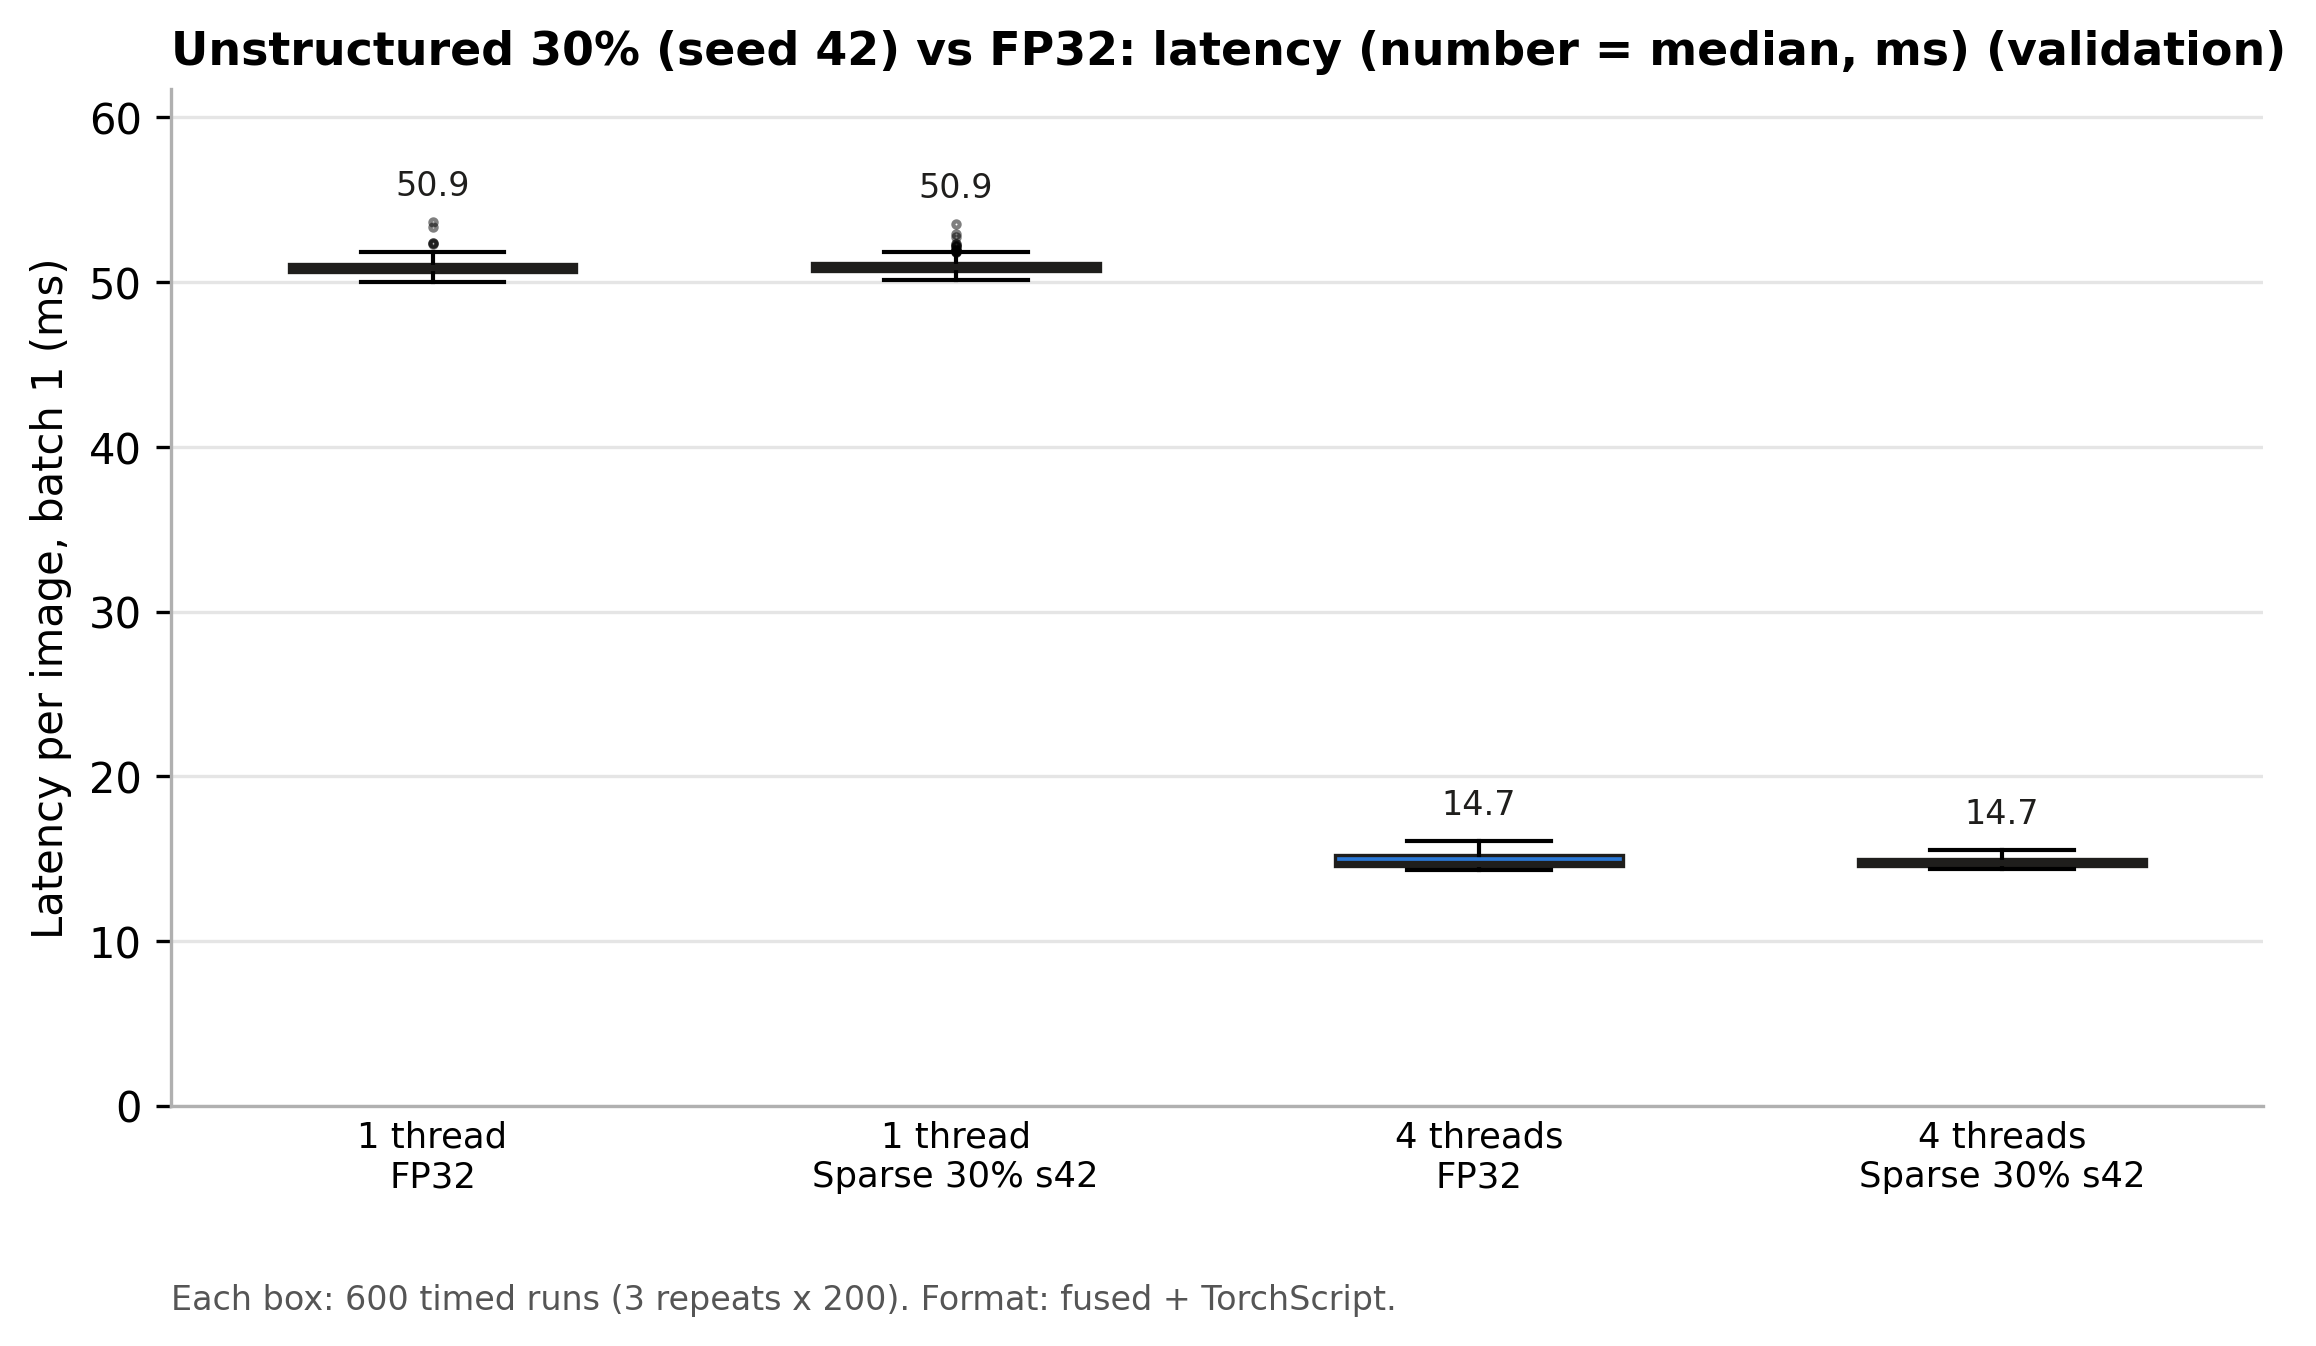 Unstructured 30% (seed 42) vs FP32: latency (number = median, ms) (validation)
Latency per image, batch 1 (ms)
60
50
40
30
20
10
0
50.9
50.9
14.7
14.7
1 thread
FP32
1 thread
Sparse 30% s42
4 threads
FP32
4 threads
Sparse 30% s42
Each box: 600 timed runs (3 repeats x 200). Format: fused + TorchScript.